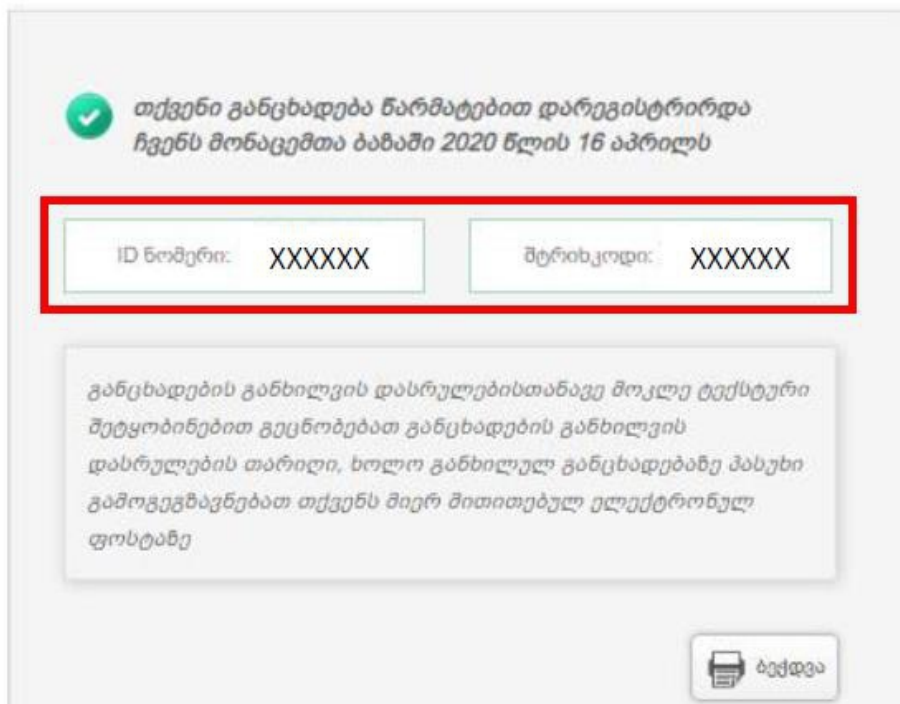 თქვენი განცხადება წარმატებით დარეგისტრირდა
ჩვენს მონაცემთა ბაზაში 2020 წლის 16 აპრილს
ID ნომერი: XXXXXX
შტრიხკოდი: XXXXXX
განცხადების განხილვის დასრულებისთანავე მოკლე ტექსტური
შეტყობინებით გეცნობებათ განცხადების განხილვის
დასრულების თარიღი, ხოლო განხილულ განცხადებაზე პასუხი
გამოგეგზავნებათ თქვენს მიერ მითითებულ ელექტრონულ
ფოსტაზე
ბეჭდვა